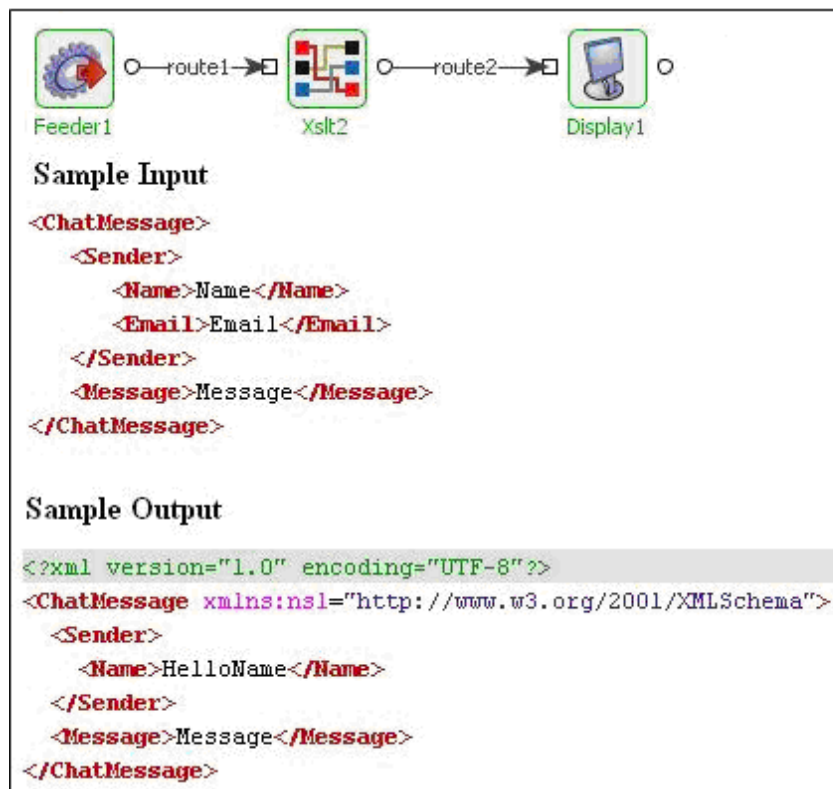 route1 route2
Feeder1 Xslt2 Display1
Sample Input
<ChatMessage>
<Sender>
<Name>Name</Name>
<Email>Email</Email>
</Sender>
<Message>Message</Message>
</ChatMessage>
Sample Output
<?xml version="1.0" encoding="UTF-8"?>
<ChatMessage xmlns:ns1="http://www.w3.org/2001/XMLSchema">
<Sender>
<Name>HelloName</Name>
</Sender>
<Message>Message</Message>
</ChatMessage>